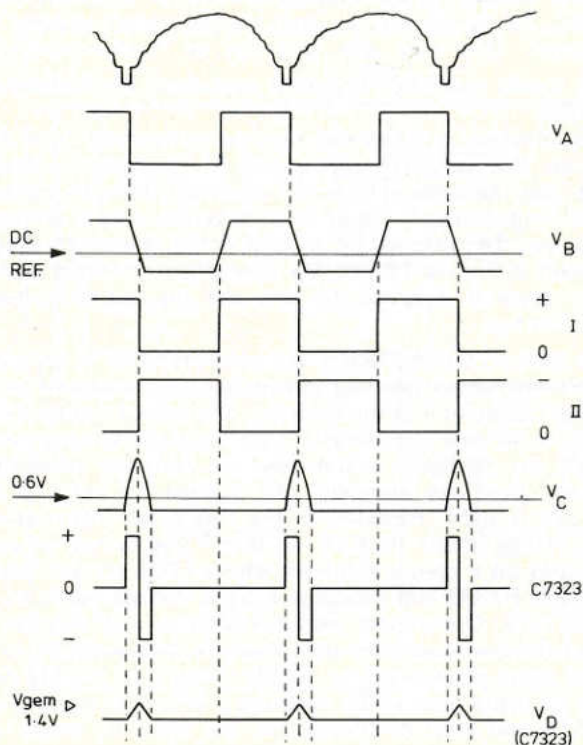 V_A
DC
REF.
V_B
+
I
0
−
II
0
0·6V
V_C
+
0
−
C7323
Vgem ▷
1·4V
V_D
(C7323)